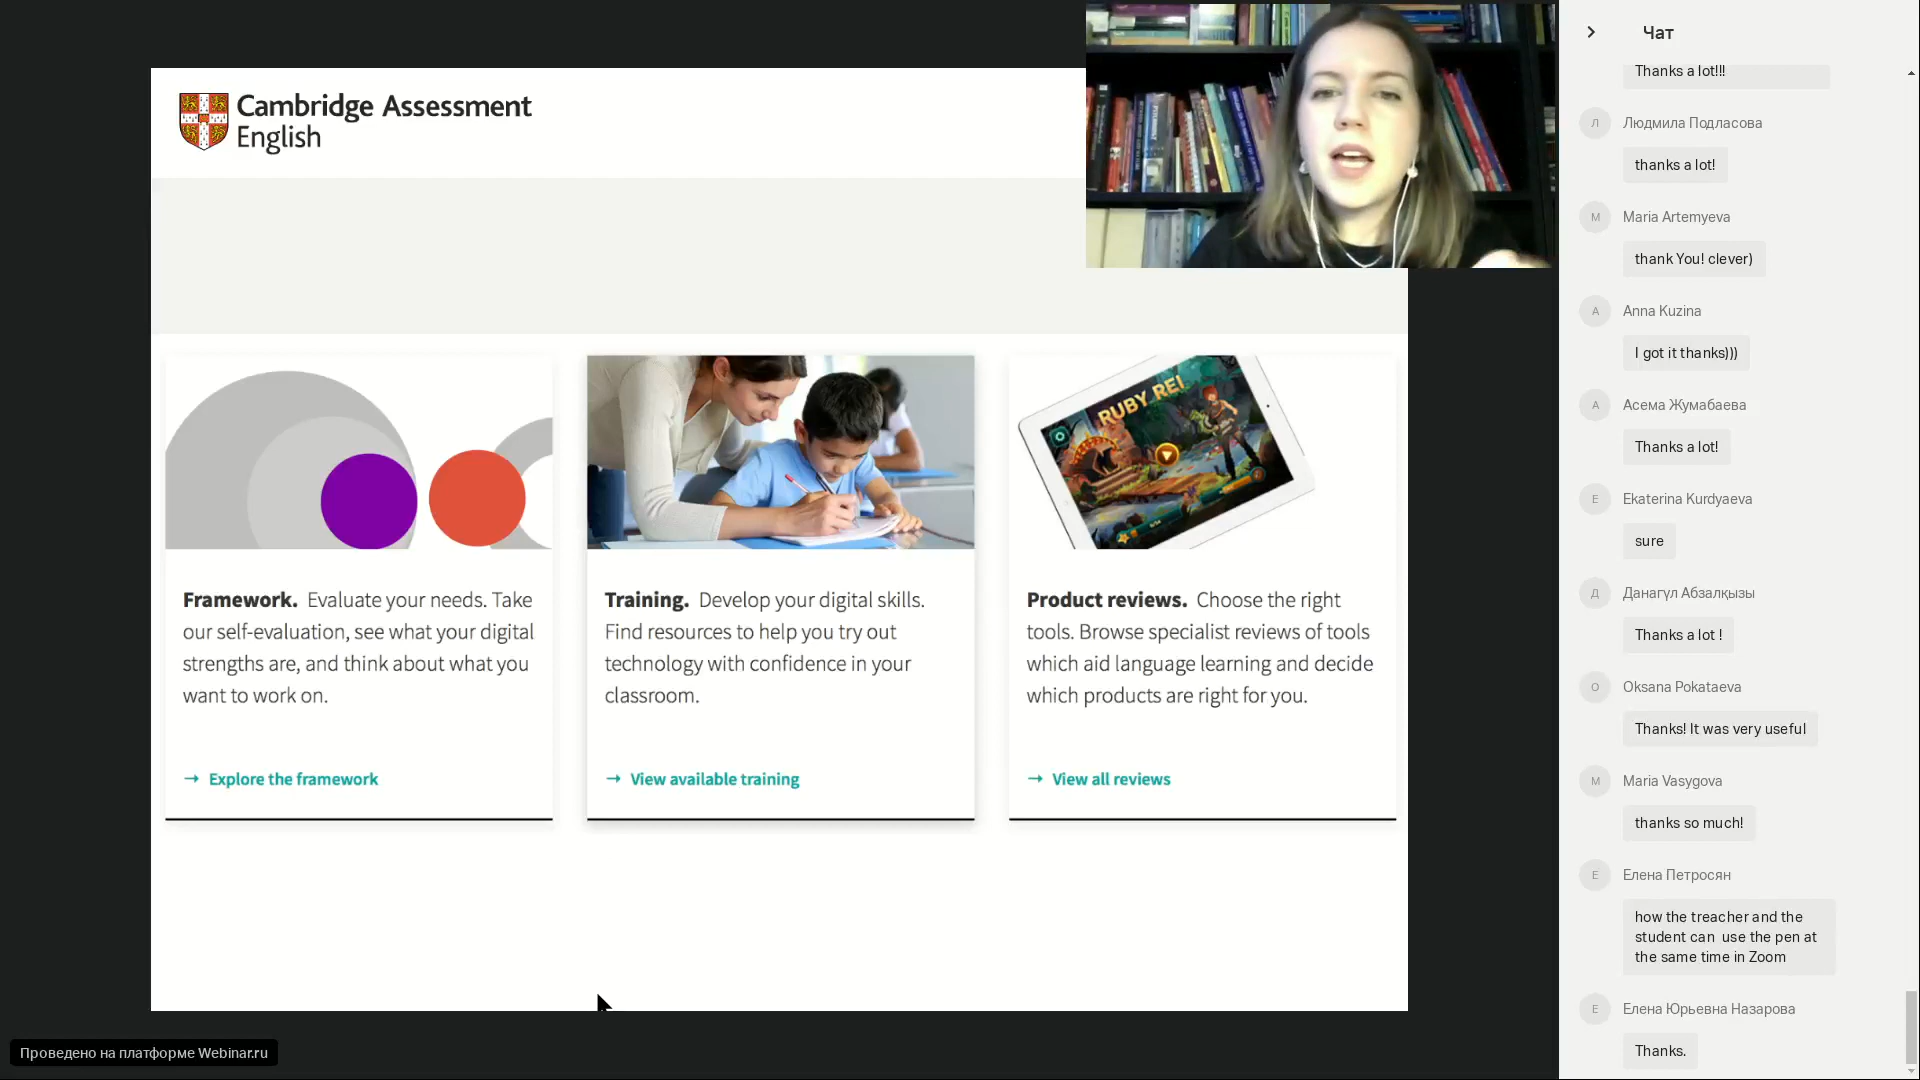 Cambridge Assessment
English
RUBY REI
Framework. Evaluate your needs. Take
our self-evaluation, see what your digital
strengths are, and think about what you
want to work on.
→ Explore the framework
Training. Develop your digital skills.
Find resources to help you try out
technology with confidence in your
classroom.
→ View available training
Product reviews. Choose the right
tools. Browse specialist reviews of tools
which aid language learning and decide
which products are right for you.
→ View all reviews
Проведено на платформе Webinar.ru
Чат
Thanks a lot!!!
Л
Людмила Подласова
thanks a lot!
M
Maria Artemyeva
thank You! clever)
A
Anna Kuzina
I got it thanks)))
А
Асема Жумабаева
Thanks a lot!
E
Ekaterina Kurdyaeva
sure
Д
Данагүл Абзалқызы
Thanks a lot !
O
Oksana Pokataeva
Thanks! It was very useful
M
Maria Vasygova
thanks so much!
Е
Елена Петросян
how the treacher and the
student can  use the pen at
the same time in Zoom
Е
Елена Юрьевна Назарова
Thanks.